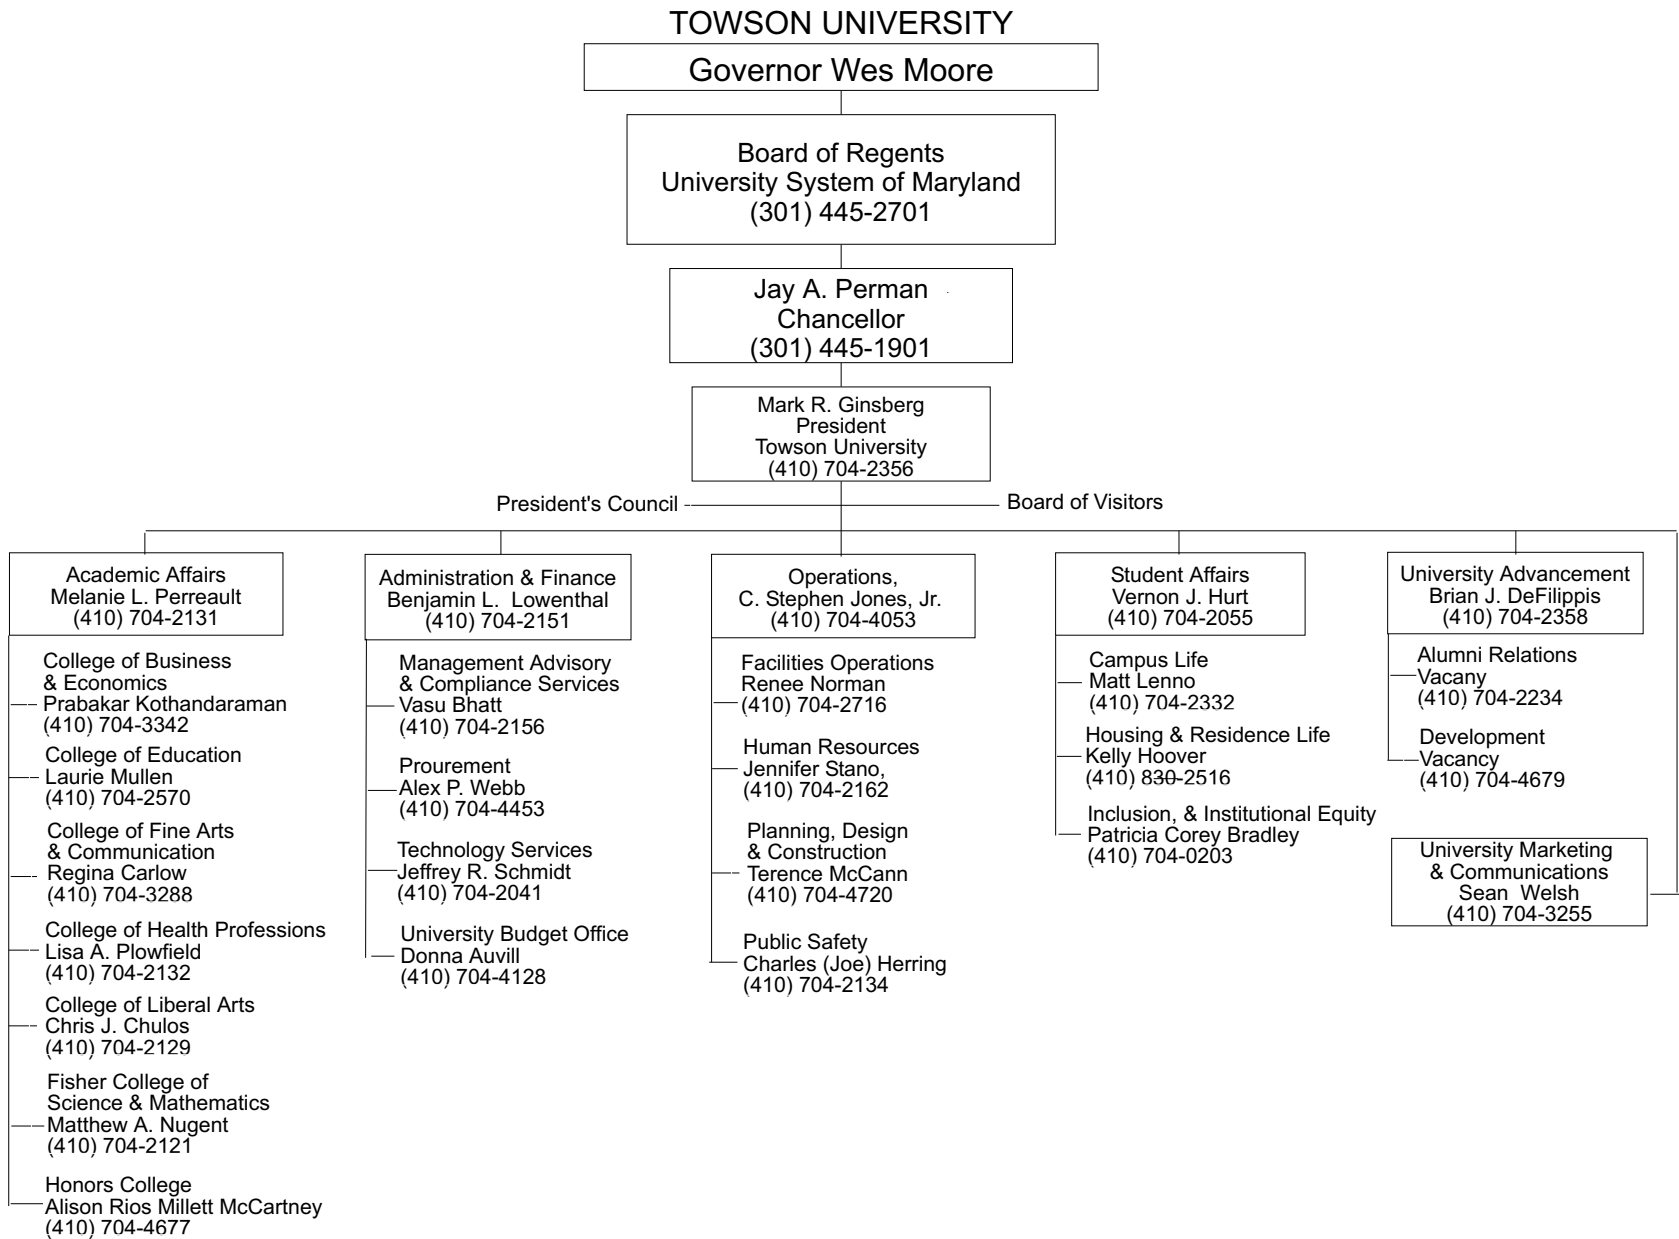 TOWSON UNIVERSITY
Governor Wes Moore
Board of Regents
University System of Maryland
(301) 445-2701
Jay A. Perman
Chancellor
(301) 445-1901
Mark R. Ginsberg
President
Towson University
(410) 704-2356
President's Council
Board of Visitors
Academic Affairs
Melanie L. Perreault
(410) 704-2131
College of Business
& Economics
Prabakar Kothandaraman
(410) 704-3342
College of Education
Laurie Mullen
(410) 704-2570
College of Fine Arts
& Communication
Regina Carlow
(410) 704-3288
College of Health Professions
Lisa A. Plowfield
(410) 704-2132
College of Liberal Arts
Chris J. Chulos
(410) 704-2129
Fisher College of
Science & Mathematics
Matthew A. Nugent
(410) 704-2121
Honors College
Alison Rios Millett McCartney
(410) 704-4677
Administration & Finance
Benjamin L. Lowenthal
(410) 704-2151
Management Advisory
& Compliance Services
Vasu Bhatt
(410) 704-2156
Procurement
Alex P. Webb
(410) 704-4453
Technology Services
Jeffrey R. Schmidt
(410) 704-2041
University Budget Office
Donna Auvill
(410) 704-4128
Operations,
C. Stephen Jones, Jr.
(410) 704-4053
Facilities Operations
Renee Norman
(410) 704-2716
Human Resources
Jennifer Stano,
(410) 704-2162
Planning, Design
& Construction
Terence McCann
(410) 704-4720
Public Safety
Charles (Joe) Herring
(410) 704-2134
Student Affairs
Vernon J. Hurt
(410) 704-2055
Campus Life
Matt Lenno
(410) 704-2332
Housing & Residence Life
Kelly Hoover
(410) 830-2516
Inclusion, & Institutional Equity
Patricia Corey Bradley
(410) 704-0203
University Advancement
Brian J. DeFilippis
(410) 704-2358
Alumni Relations
Vacany
(410) 704-2234
Development
Vacancy
(410) 704-4679
University Marketing
& Communications
Sean Welsh
(410) 704-3255